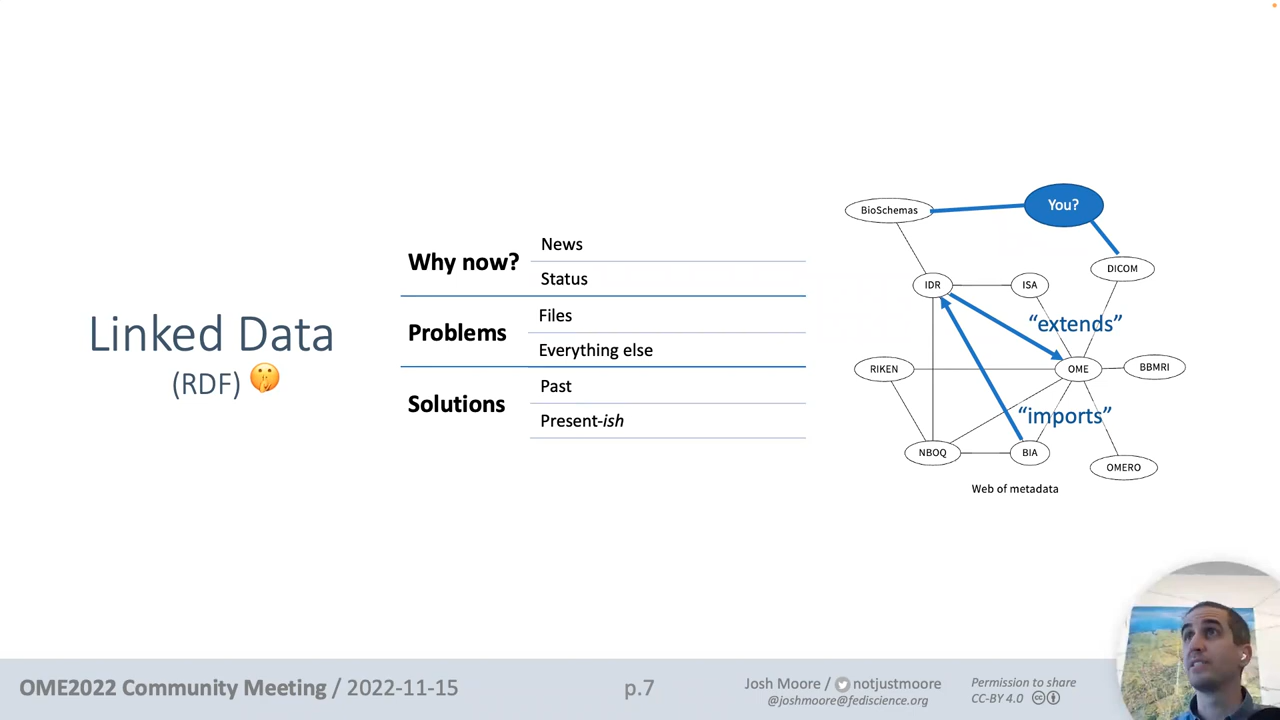 Linked Data
(RDF)
Why now?
News
Status
Problems
Files
Everything else
Solutions
Past
Present-ish
BioSchemas
You?
DICOM
IDR
ISA
"extends"
RIKEN
OME
BBMRI
"imports"
NBOQ
BIA
OMERO
Web of metadata
OME2022 Community Meeting / 2022-11-15
p.7
Josh Moore / notjustmoore
@joshmoore@fediscience.org
Permission to share
CC-BY 4.0